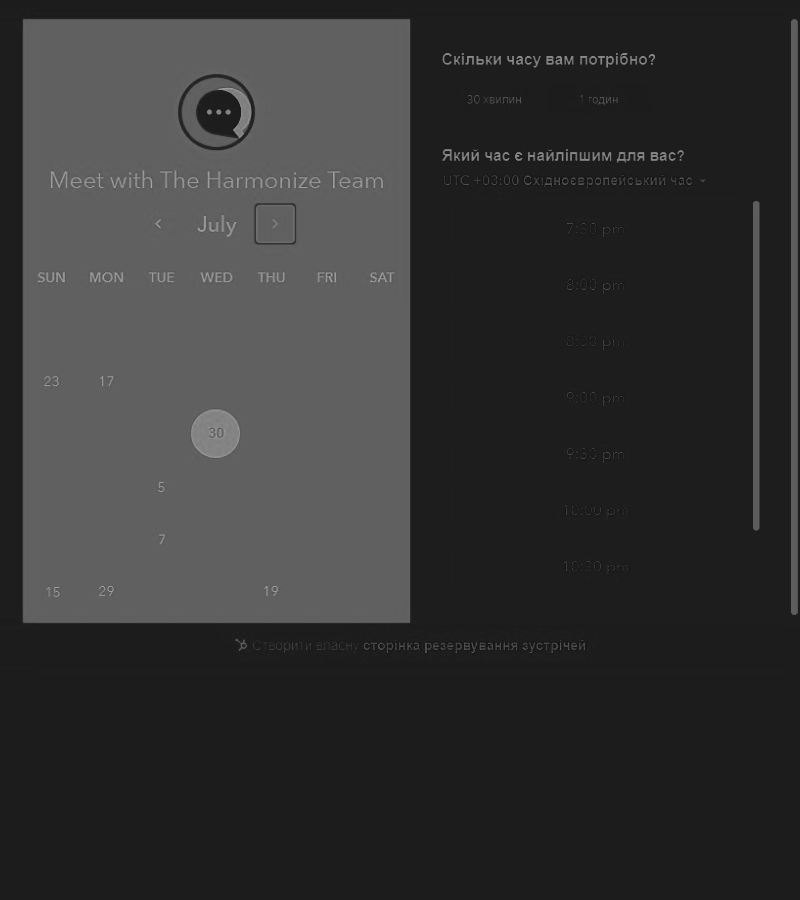 Meet with The Harmonize Team
July
SUN MON TUE WED THU FRI SAT
23 17
30
5
7
15 29 19
Скільки часу вам потрібно?
30 хвилин 1 годин
Який час є найліпшим для вас?
UTC +03:00 Східноєвропейський час
7:30 pm
8:00 pm
8:30 pm
9:00 pm
9:30 pm
10:00 pm
10:30 pm
Створити власну сторінка резервування зустрічей